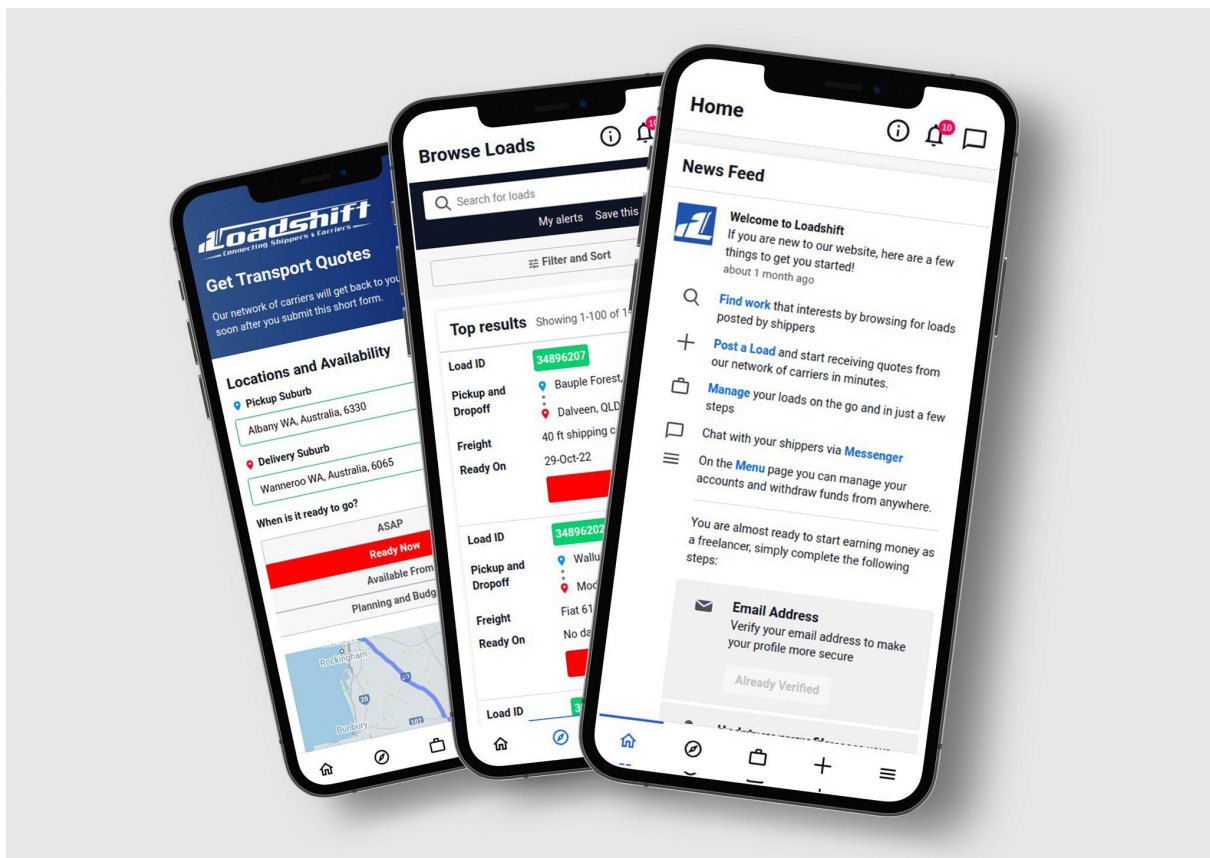 Loadshift
Connecting Shippers & Carriers
Get Transport Quotes
Our network of carriers will get back to you
soon after you submit this short form.
Locations and Availability
Pickup Suburb
Albany WA, Australia, 6330
Delivery Suburb
Wanneroo WA, Australia, 6065
When is it ready to go?
ASAP
Ready Now
Available From
Planning and
Rockingham
20
20
Bunbury
107
Browse Loads
Search for loads
My alerts Save this
Filter and Sort
Top results Showing 1-100 of
Load ID 34896207
Pickup and
Dropoff
Bauple Forest,
Dalveen, QLD
Freight 40 ft shipping
Ready On 29-Oct-22
Load ID 34896202
Pickup and
Dropoff
Freight Fiat
Ready On No
Load ID
Home
10
News Feed
Welcome to Loadshift
If you are new to our website, here are a few
things to get you started!
about 1 month ago
Find work that interests by browsing for loads
posted by shippers
Post a Load and start receiving quotes from
our network of carriers in minutes.
Manage your loads on the go and in just a few
steps
Chat with your shippers via Messenger
On the Menu page you can manage your
accounts and withdraw funds from anywhere.
You are almost ready to start earning money as
a freelancer, simply complete the following
steps:
Email Address
Verify your email address to make
your profile more secure
Already Verified